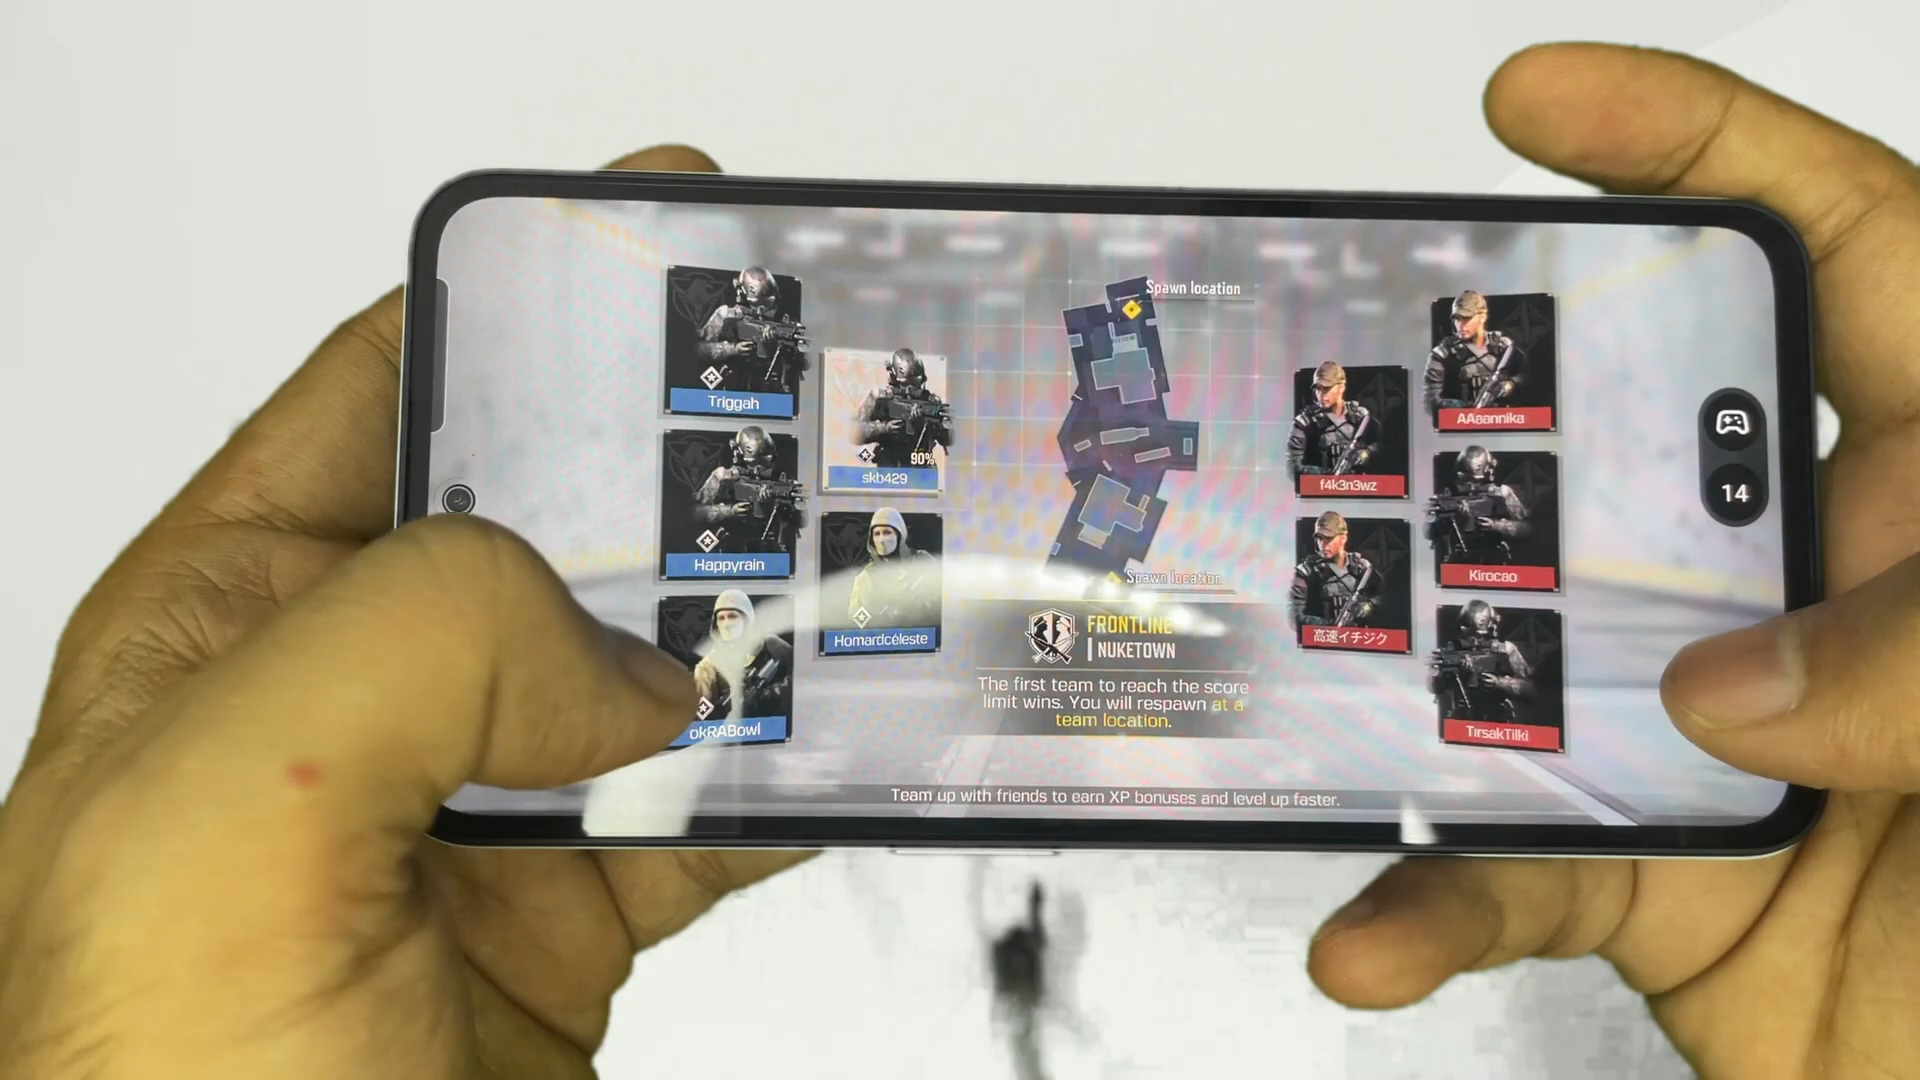 Triggah
90%
skb429
Happyrain
Homardcéleste
okRABowl
Spawn location
Spawn location
FRONTLINE
NUKETOWN
The first team to reach the score
limit wins. You will respawn at a
team location.
AAaannika
f4k3n3wz
Kirocao
高速イチジク
TırsakTilki
14
Team up with friends to earn XP bonuses and level up faster.